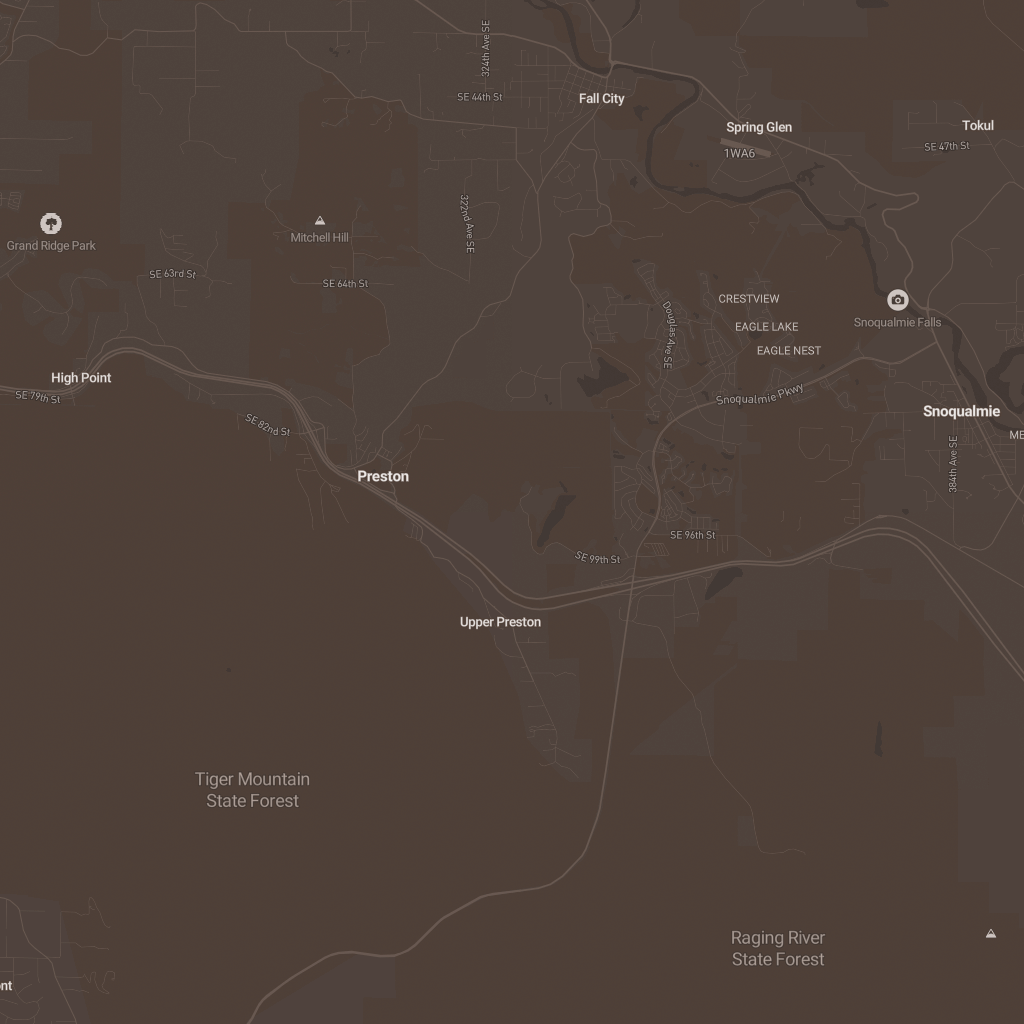 324th Ave SE
SE 44th St
Fall City
Spring Glen
Tokul
1WA6
SE 47th St
322nd Ave SE
Grand Ridge Park
Mitchell Hill
SE 63rd St
SE 64th St
CRESTVIEW
Douglas Ave SE
EAGLE LAKE
Snoqualmie Falls
EAGLE NEST
High Point
SE 79th St
Snoqualmie Pkwy
Snoqualmie
SE 82nd St
ME
384th Ave SE
Preston
SE 96th St
SE 99th St
Upper Preston
Tiger Mountain
State Forest
Raging River
State Forest
nt